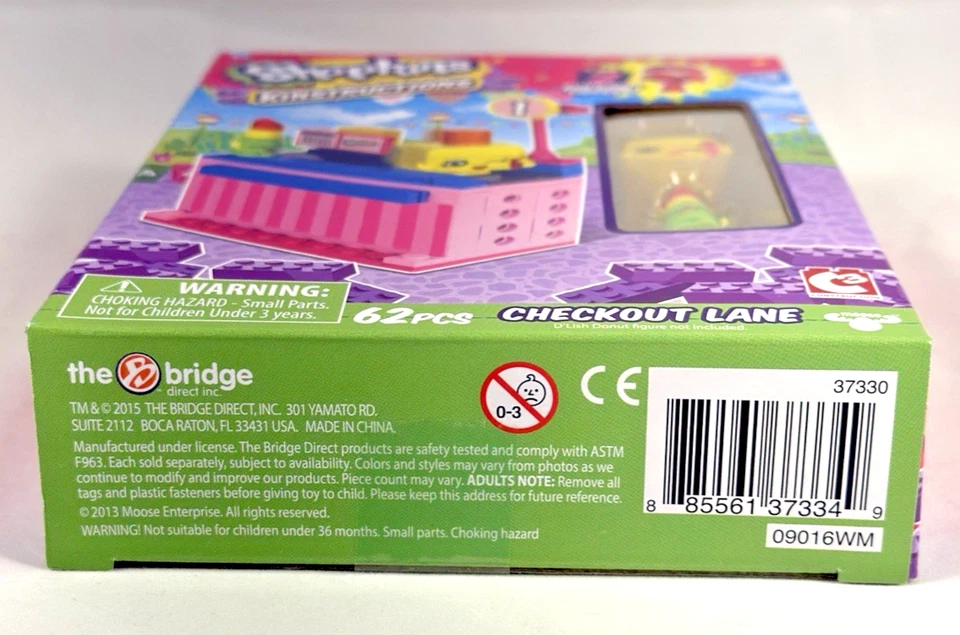 Shopkins
KINSTRUCTIONS
WARNING:
CHOKING HAZARD - Small Parts.
Not for Children Under 3 years.
62PCS CHECKOUT LANE
D'Lish Donut figure not included.
the bridge
direct inc.
TM & © 2015 THE BRIDGE DIRECT, INC. 301 YAMATO RD.
SUITE 2112 BOCA RATON, FL 33431 USA. MADE IN CHINA.
Manufactured under license. The Bridge Direct products are safety tested and comply with ASTM
F963. Each sold separately, subject to availability. Colors and styles may vary from photos as we
continue to modify and improve our products. Piece count may vary. ADULTS NOTE: Remove all
tags and plastic fasteners before giving toy to child. Please keep this address for future reference.
© 2013 Moose Enterprise. All rights reserved.
WARNING! Not suitable for children under 36 months. Small parts. Choking hazard
0-3
CE
37330
8 85561 37334 9
09016WM